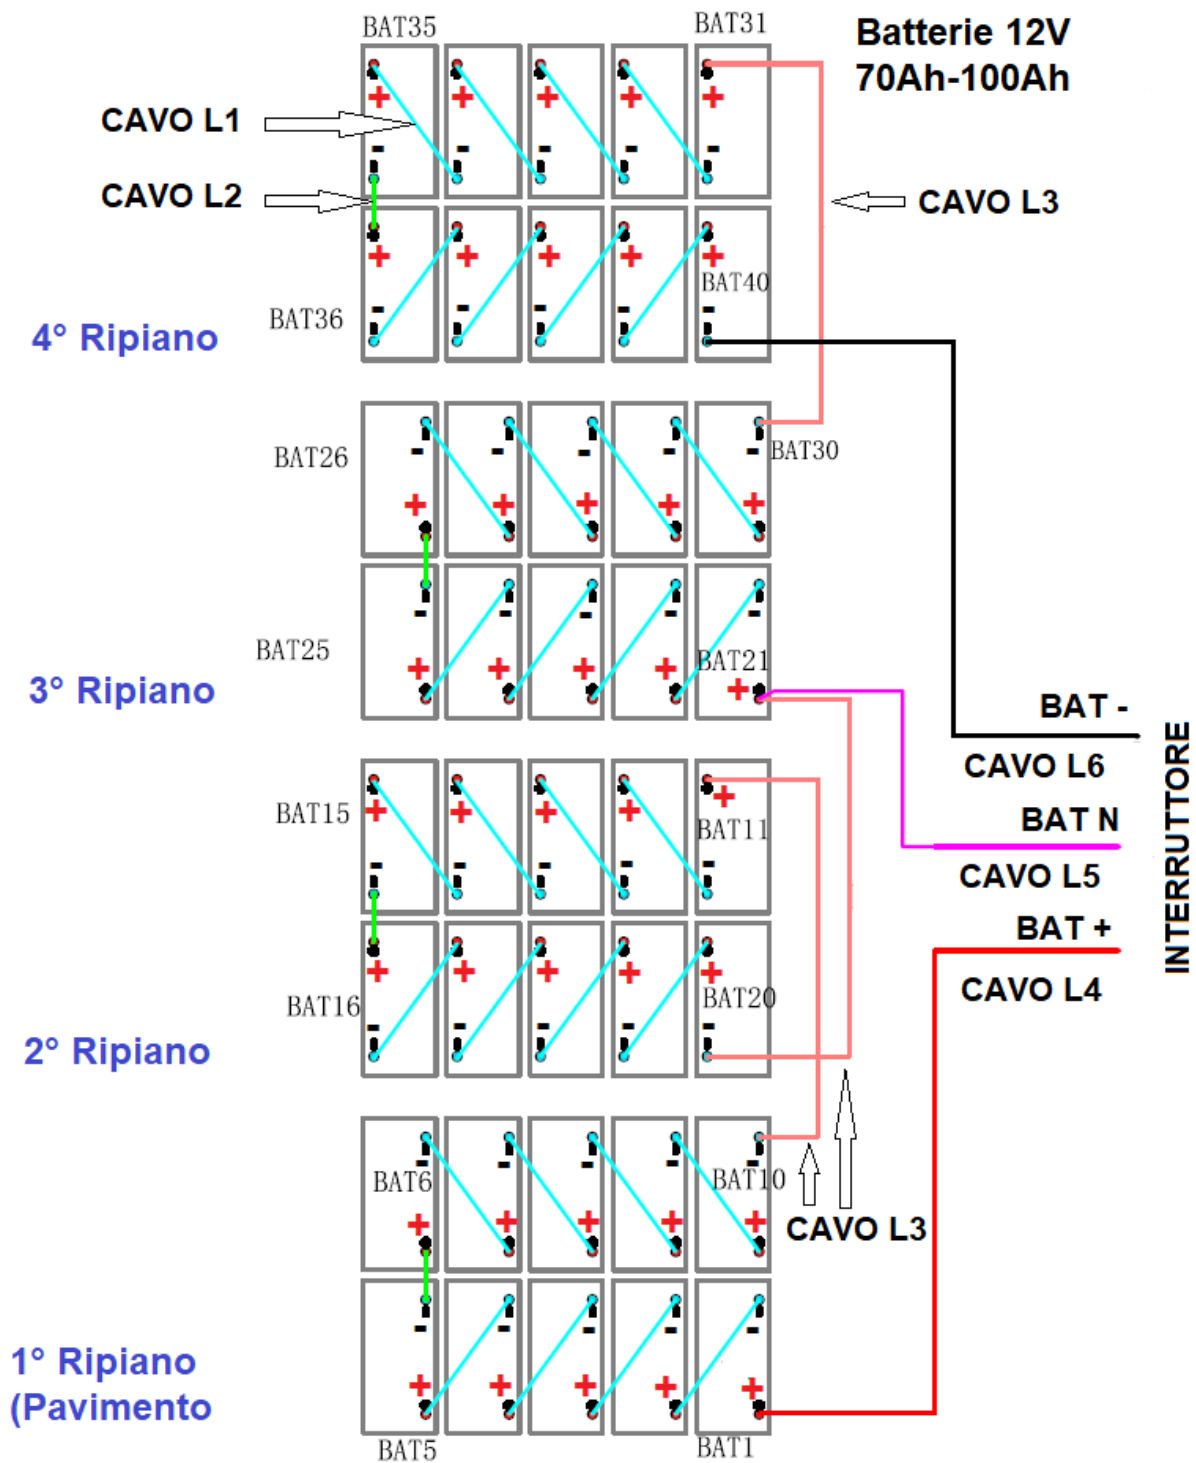 BAT35
BAT31
Batterie 12V
70Ah-100Ah
+ + + + +
CAVO L1
- - - - -
CAVO L2
CAVO L3
+ + + + +
BAT40
- - - - -
BAT36
4° Ripiano
BAT26
- - - - -
BAT30
+ + + + +
- - - - -
BAT25
+ + + +
BAT21
+
3° Ripiano
BAT -
CAVO L6
BAT N
CAVO L5
BAT +
CAVO L4
INTERRUTTORE
BAT15
+ + + + +
BAT11
- - - - -
+ + + + +
BAT16
BAT20
- - - - -
2° Ripiano
- - - - -
BAT6
BAT10
+ + + + +
CAVO L3
- - - - -
1° Ripiano
(Pavimento
+ + + + +
BAT5
BAT1